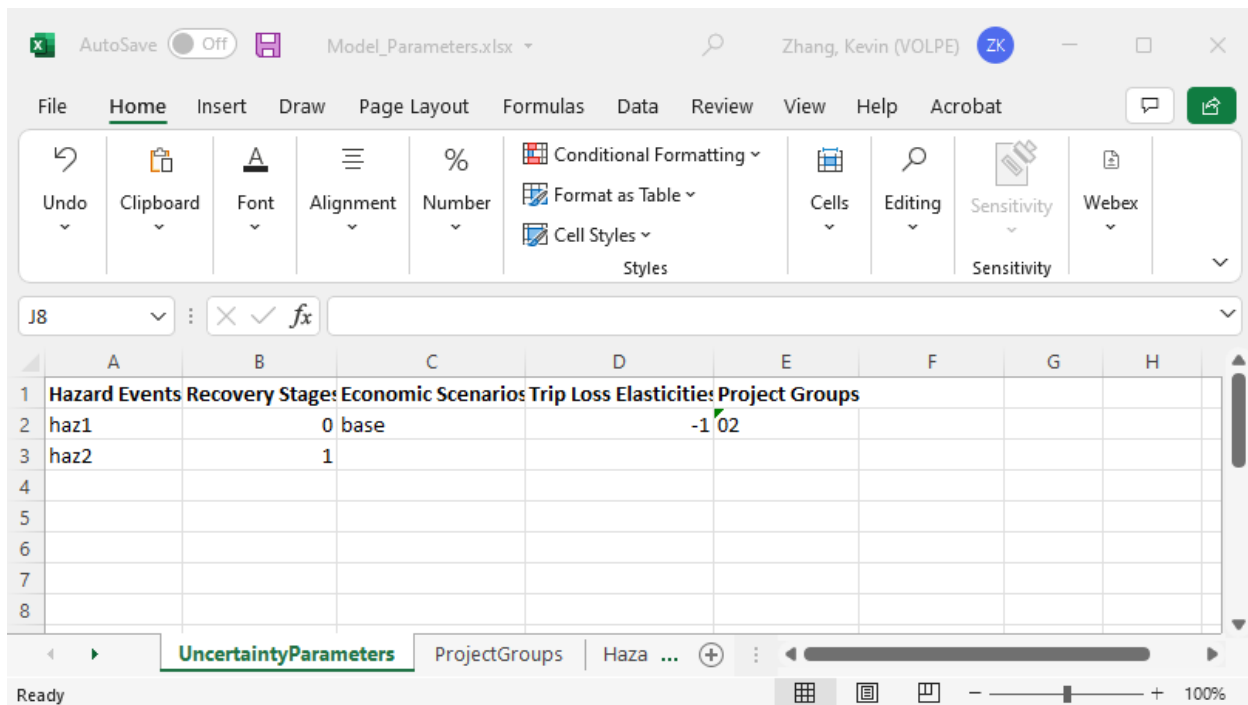 AutoSave Off Model_Parameters.xlsx Zhang, Kevin (VOLPE) ZK
File Home Insert Draw Page Layout Formulas Data Review View Help Acrobat
Undo Clipboard Font Alignment Number
Conditional Formatting
Format as Table
Cell Styles
Styles
Cells Editing Sensitivity Webex
Sensitivity
J8 fx
A B C D E F G H
1 Hazard Events Recovery Stages Economic Scenarios Trip Loss Elasticities Project Groups
2 haz1 0 base -1 02
3 haz2 1
4
5
6
7
8
UncertaintyParameters ProjectGroups Haza ...
Ready 100%